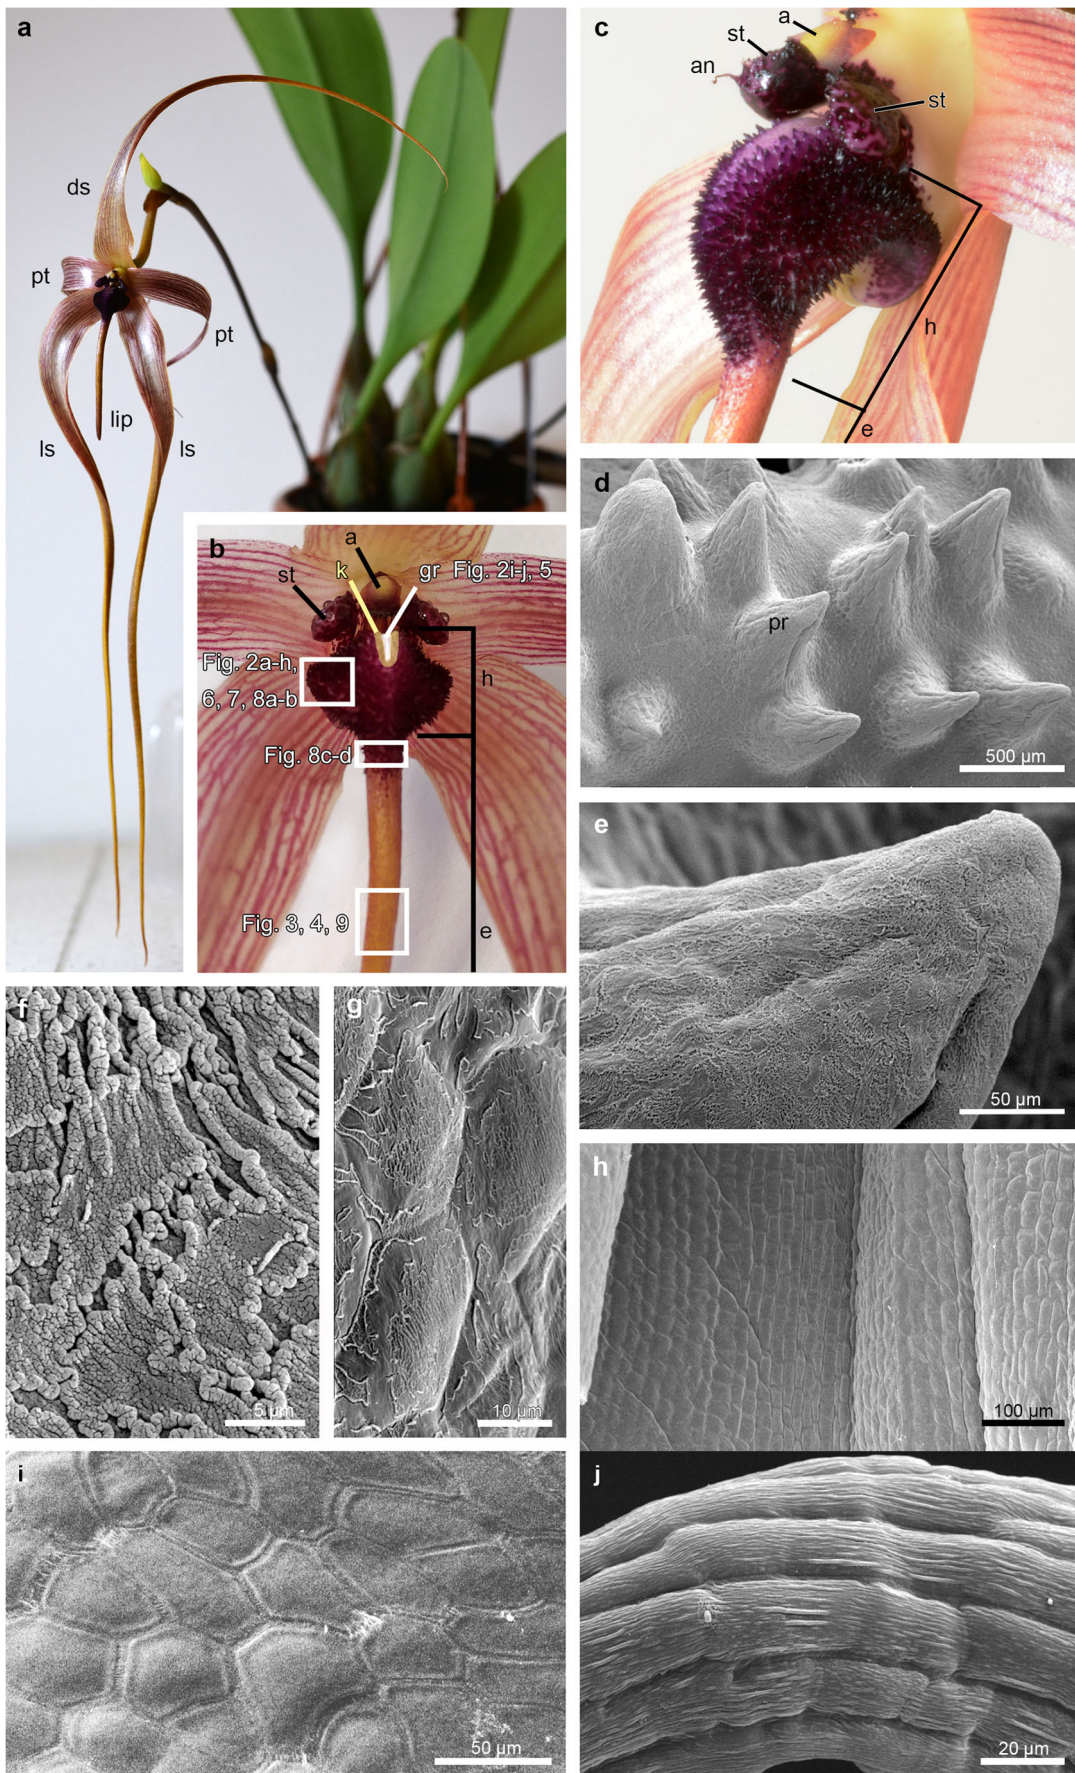 a
ds
pt
pt
lip
ls
ls
b
a
k
gr Fig. 2i-j, 5
st
Fig. 2a-h,
6, 7, 8a-b
h
Fig. 8c-d
Fig. 3, 4, 9
e
c
a
st
an
st
h
e
d
pr
500 µm
e
50 µm
f
5 µm
g
10 µm
h
100 µm
i
50 µm
j
20 µm